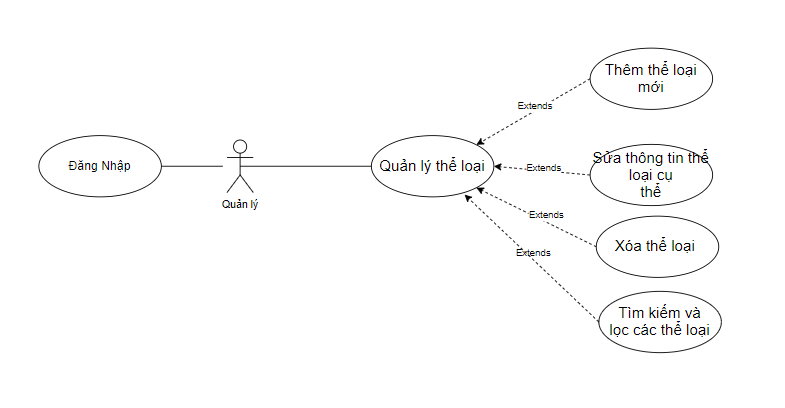 Thêm thể loại
mới
Extends
Đăng Nhập
Quản lý
Quản lý thể loại
Extends
Sửa thông tin thể
loại cụ
thể
Extends
Xóa thể loại
Extends
Tìm kiếm và
lọc các thể loại